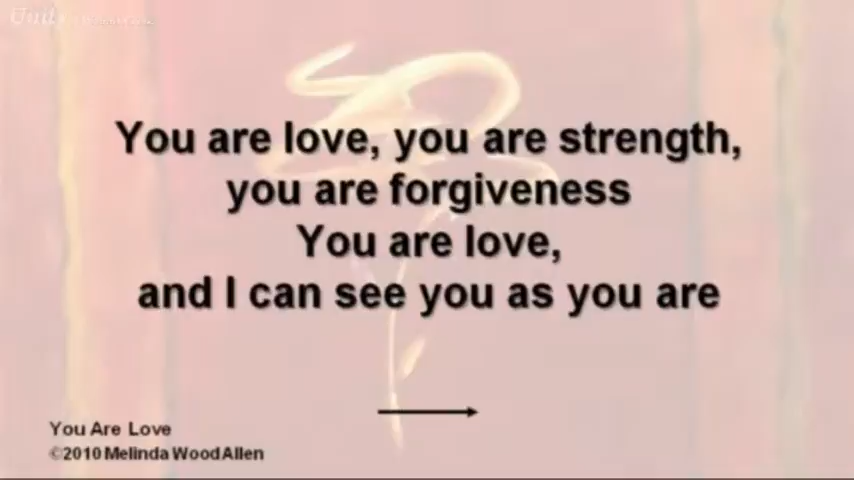 Unity
You are love, you are strength,
you are forgiveness
You are love,
and I can see you as you are
You Are Love
©2010 Melinda Wood Allen